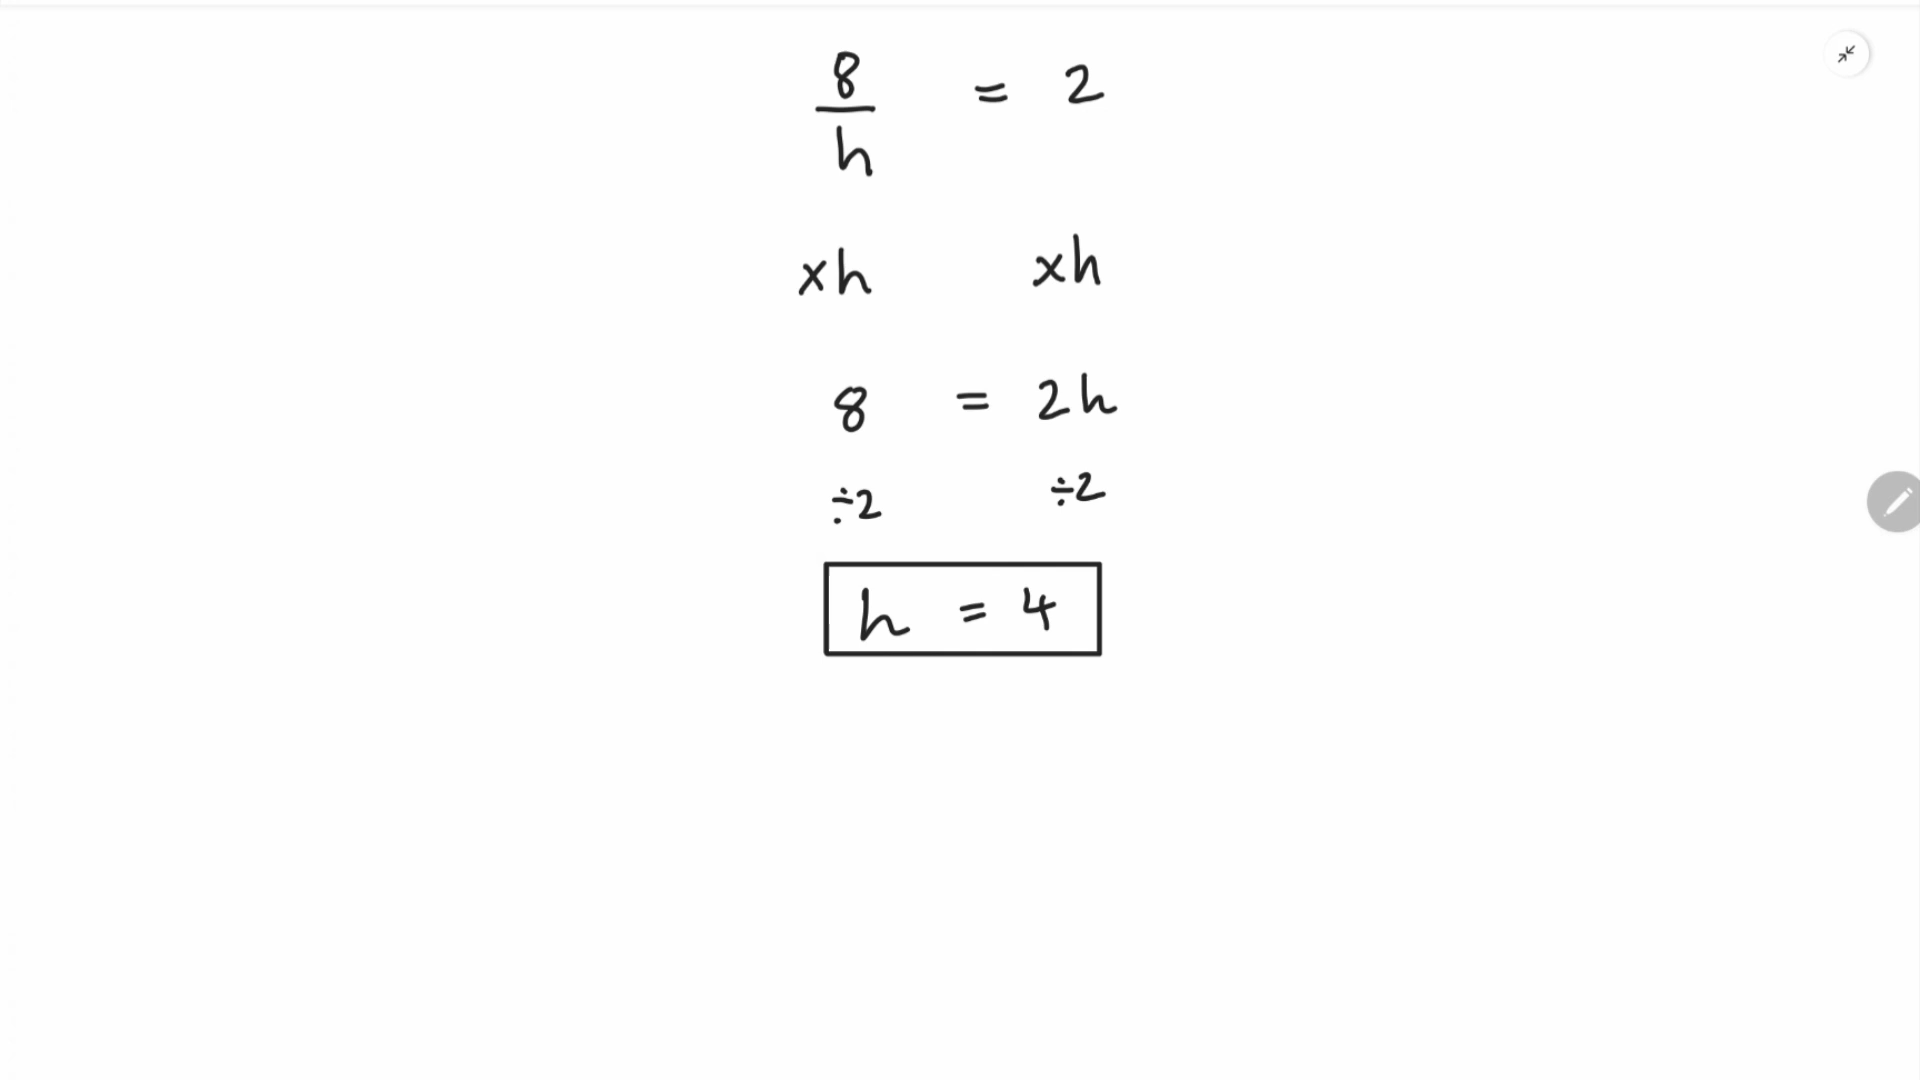 8/h = 2
xh xh
8 = 2h
÷2 ÷2
h = 4